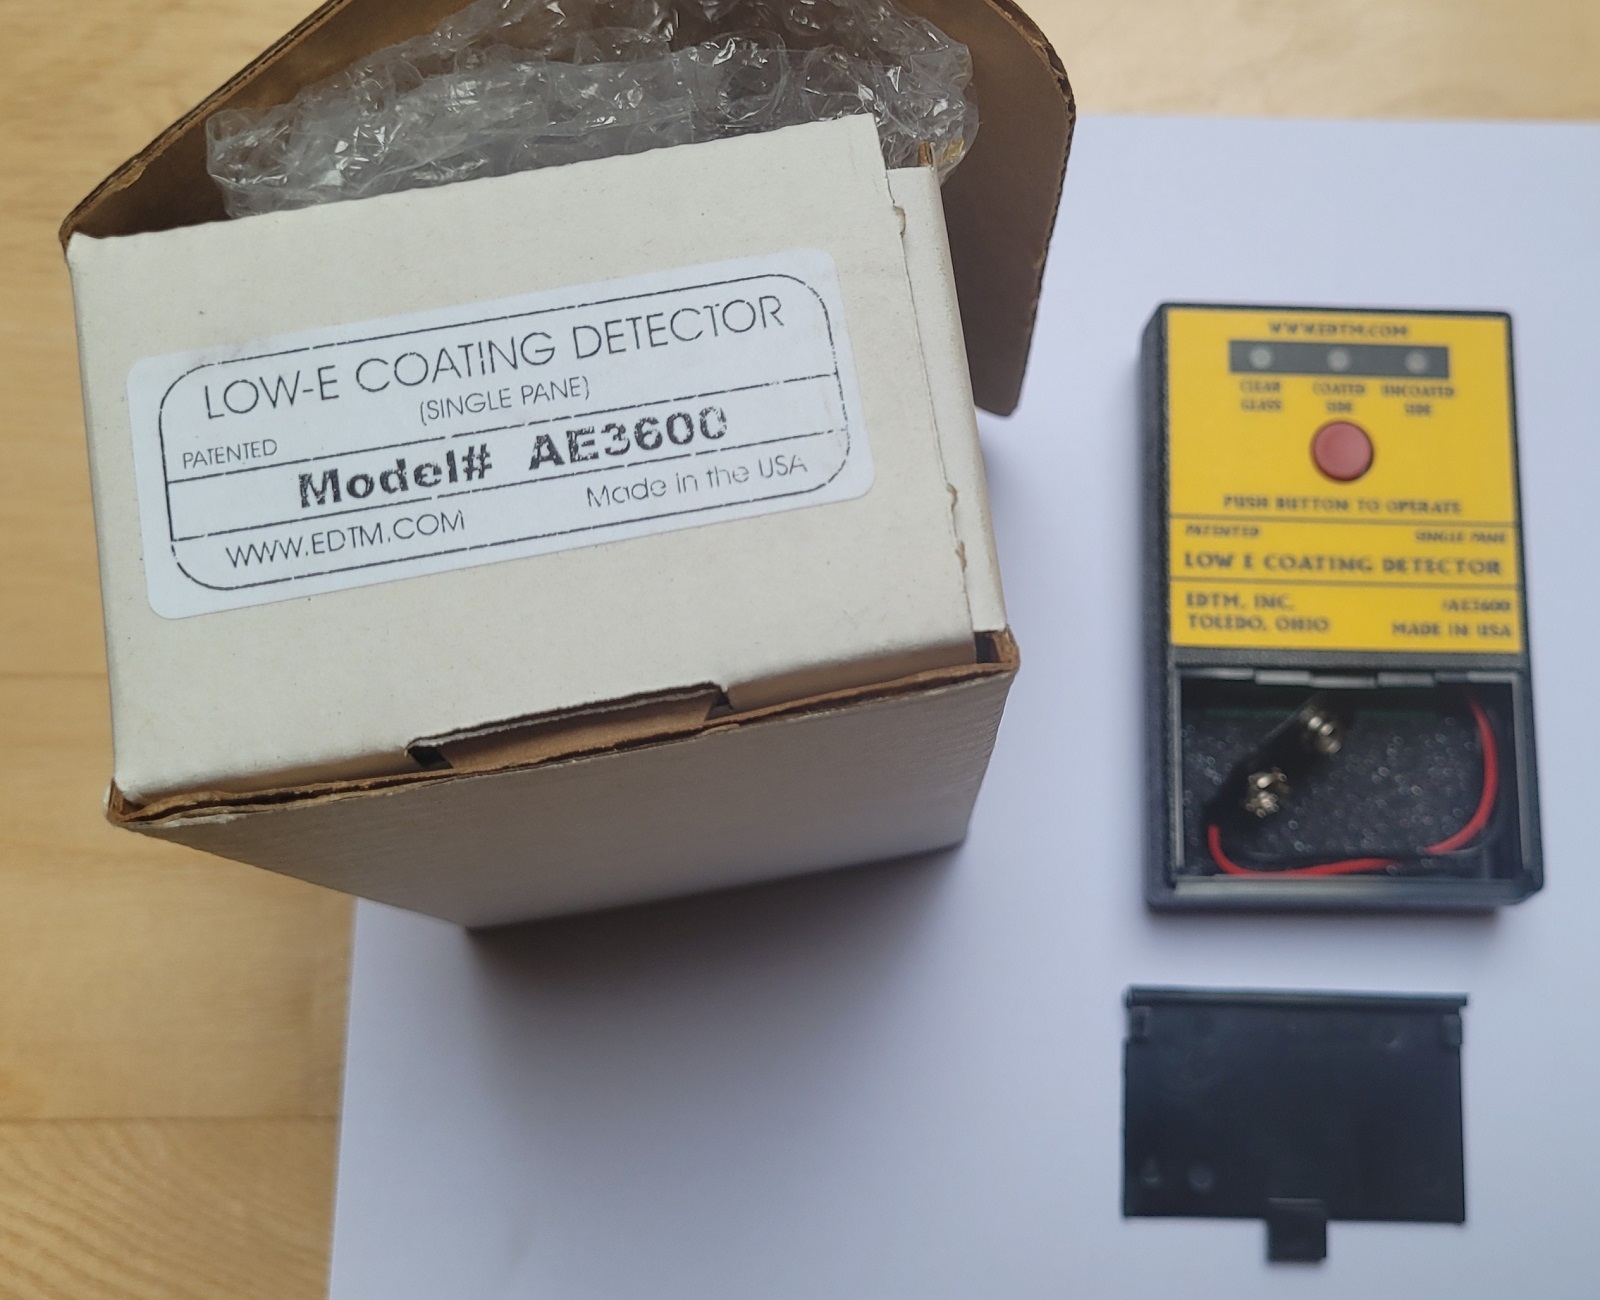 LOW-E COATING DETECTOR
(SINGLE PANE)
PATENTED
Model# AE3600
Made in the USA
WWW.EDTM.COM
WWW.EDTM.COM
CLEAR GLASS
COATED SIDE
UNCOATED SIDE
PUSH BUTTON TO OPERATE
PATENTED SINGLE PANE
LOW E COATING DETECTOR
EDTM, INC. #AE3600
TOLEDO, OHIO MADE IN USA